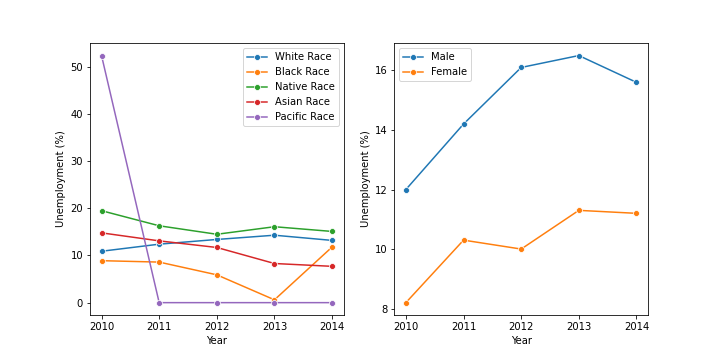 White Race
Black Race
Native Race
Asian Race
Pacific Race
50
40
30
20
10
0
Unemployment (%)
2010 2011 2012 2013 2014
Year
Male
Female
16
14
12
10
8
Unemployment (%)
2010 2011 2012 2013 2014
Year